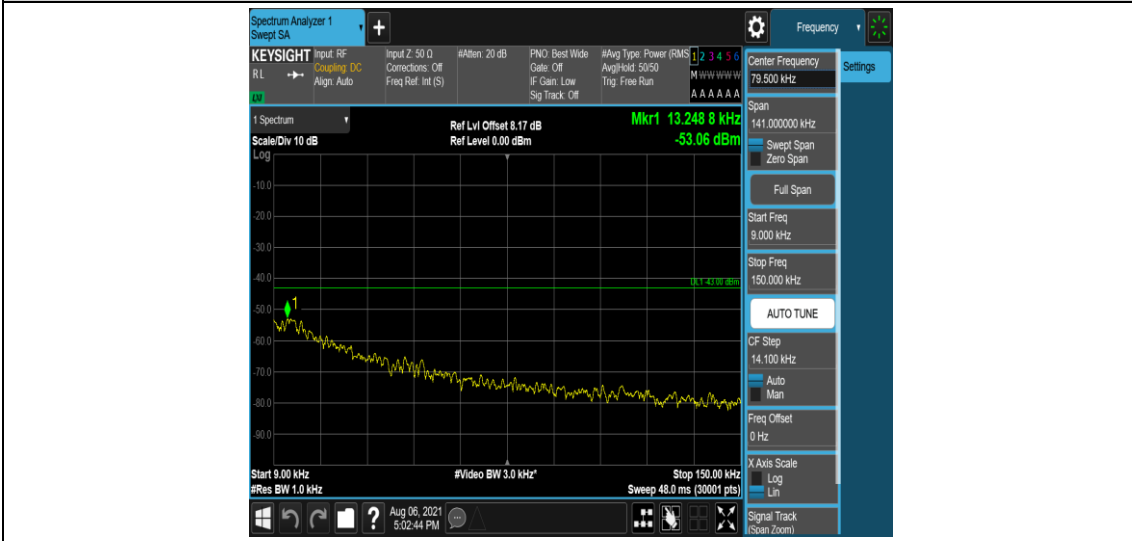 Spectrum Analyzer 1
Swept SA
+
Frequency
KEYSIGHT
Input: RF
Input Z: 50 Ω
#Atten: 20 dB
PNO: Best Wide
#Avg Type: Power (RMS
1 2 3 4 5 6
RL
Coupling: DC
Corrections: Off
Gate: Off
Avg|Hold: 50/50
M W W W W W
Align: Auto
Freq Ref: Int (S)
IF Gain: Low
Trig: Free Run
Sig Track: Off
A A A A A A
1 Spectrum
Ref Lvl Offset 8.17 dB
Mkr1 13.248 8 kHz
Scale/Div 10 dB
Ref Level 0.00 dBm
-53.06 dBm
Log
-10.0
-20.0
-30.0
-40.0
DL1 -43.00 dBm
-50.0
1
-60.0
-70.0
-80.0
-90.0
Start 9.00 kHz
#Video BW 3.0 kHz*
Stop 150.00 kHz
#Res BW 1.0 kHz
Sweep 48.0 ms (30001 pts)
?
Aug 06, 2021
5:02:44 PM
Center Frequency
79.500 kHz
Settings
Span
141.000000 kHz
Swept Span
Zero Span
Full Span
Start Freq
9.000 kHz
Stop Freq
150.000 kHz
AUTO TUNE
CF Step
14.100 kHz
Auto
Man
Freq Offset
0 Hz
X Axis Scale
Log
Lin
Signal Track
(Span Zoom)